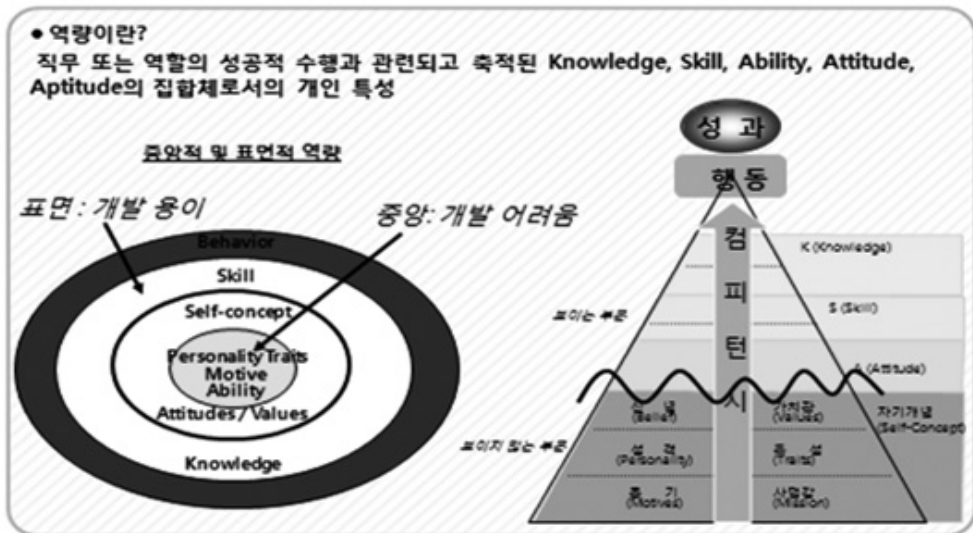 ● 역량이란?
직무 또는 역할의 성공적 수행과 관련되고 축적된 Knowledge, Skill, Ability, Attitude,
Aptitude의 집합체로서의 개인 특성
중앙적 및 표면적 역량
표면 : 개발 용이
중앙: 개발 어려움
Behavior
Skill
Self-concept
Personality Traits
Motive
Ability
Attitudes / Values
Knowledge
성 과
행 동
컴
피
턴
시
K (Knowledge)
S (Skill)
보이는 부분
A (Attitude)
신 념
(Belief)
가치관
(Values)
자기개념
(Self-Concept)
보이지 않는 부분
성 격
(Personality)
(Traits)
동 기
(Motives)
사명감
(Mission)